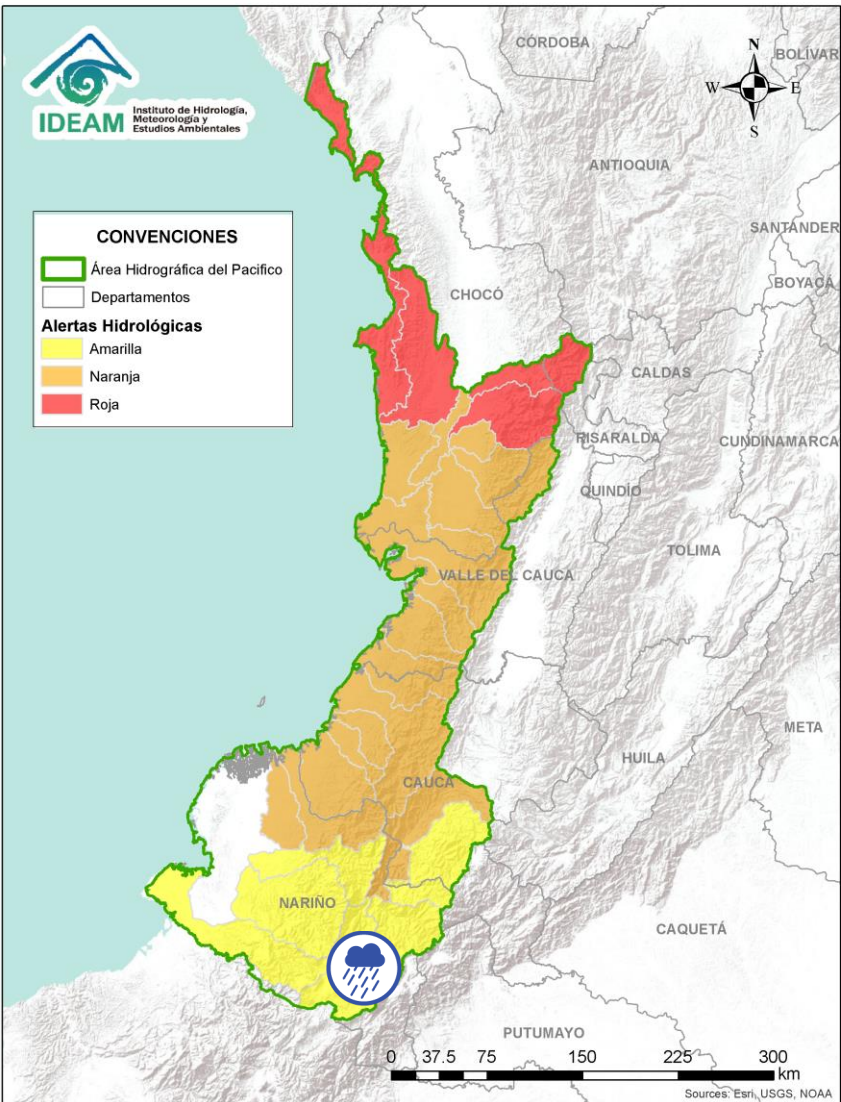 IDEAM
Instituto de Hidrología,
Meteorología y
Estudios Ambientales
CÓRDOBA
BOLIVAR
N
W
E
S
ANTIOQUIA
SANTANDER
CONVENCIONES
Área Hidrográfica del Pacifico
Departamentos
Alertas Hidrológicas
Amarilla
Naranja
Roja
BOYACÁ
CHOCÓ
CALDAS
RISARALDA
CUNDINAMARCA
QUINDÍO
TOLIMA
VALLE DEL CAUCA
META
HUILA
CAUCA
NARIÑO
CAQUETÁ
PUTUMAYO
0 37.5 75 150 225 300
km
Sources: Esri, USGS, NOAA